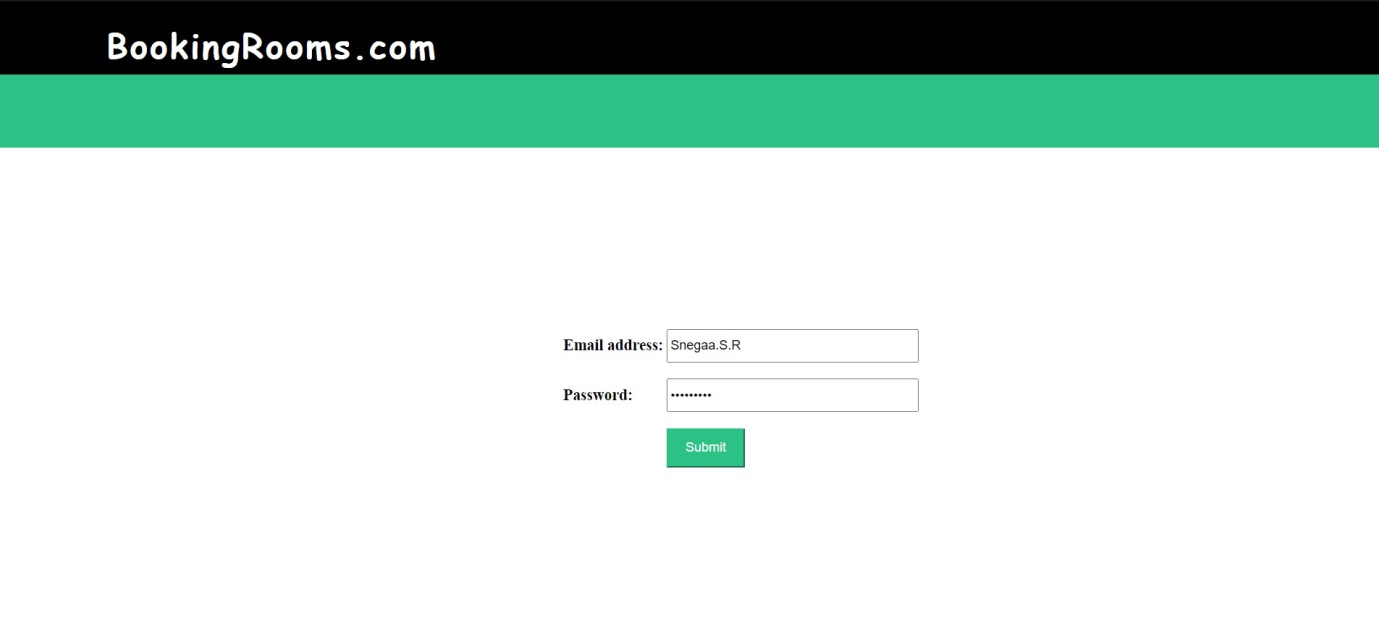 BookingRooms.com
Email address: Snegaa.S.R
Password: •••••••••
Submit